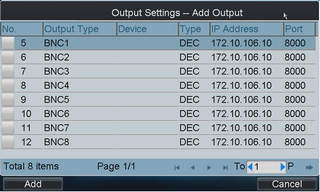 Output Settings -- Add Output
No. Output Type Device Type IP Address Port
5 BNC1 DEC 172.10.106.10 8000
6 BNC2 DEC 172.10.106.10 8000
7 BNC3 DEC 172.10.106.10 8000
8 BNC4 DEC 172.10.106.10 8000
9 BNC5 DEC 172.10.106.10 8000
10 BNC6 DEC 172.10.106.10 8000
11 BNC7 DEC 172.10.106.10 8000
12 BNC8 DEC 172.10.106.10 8000
Total 8 items Page 1/1 To 1 P
Add Cancel